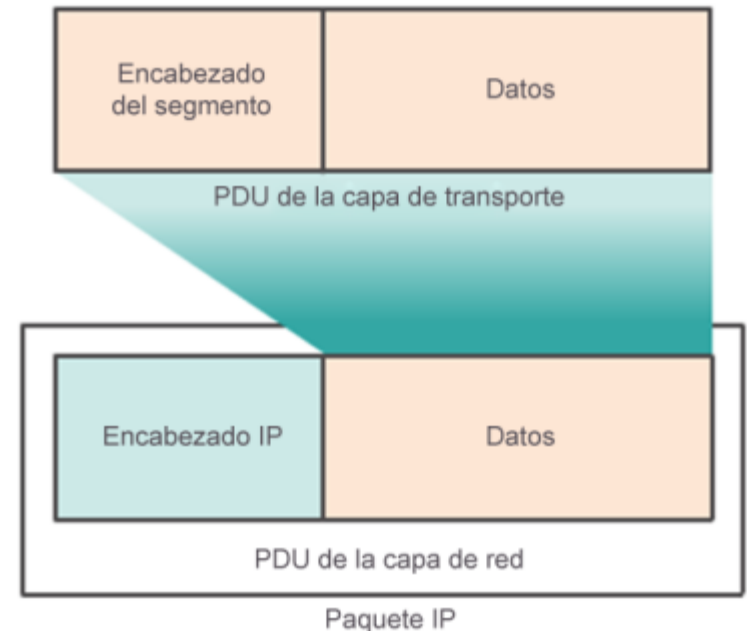 Encabezado
del segmento
Datos
PDU de la capa de transporte
Encabezado IP
Datos
PDU de la capa de red
Paquete IP